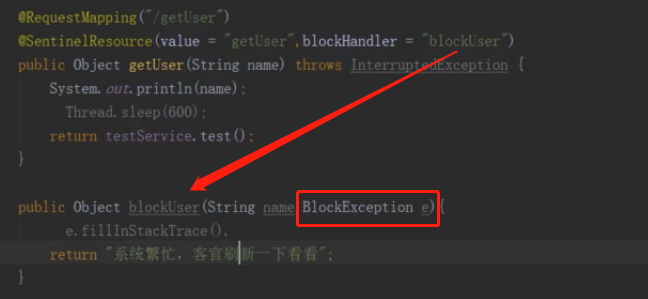 @RequestMapping("/getUser")
@SentinelResource(value = "getUser",blockHandler = "blockUser")
public Object getUser(String name) throws InterruptedException {
System.out.println(name);
Thread.sleep(600);
return testService.test();
}
public Object blockUser(String name BlockException e){
e.fillInStackTrace().
return "系统繁忙，客官刷新一下看看";
}